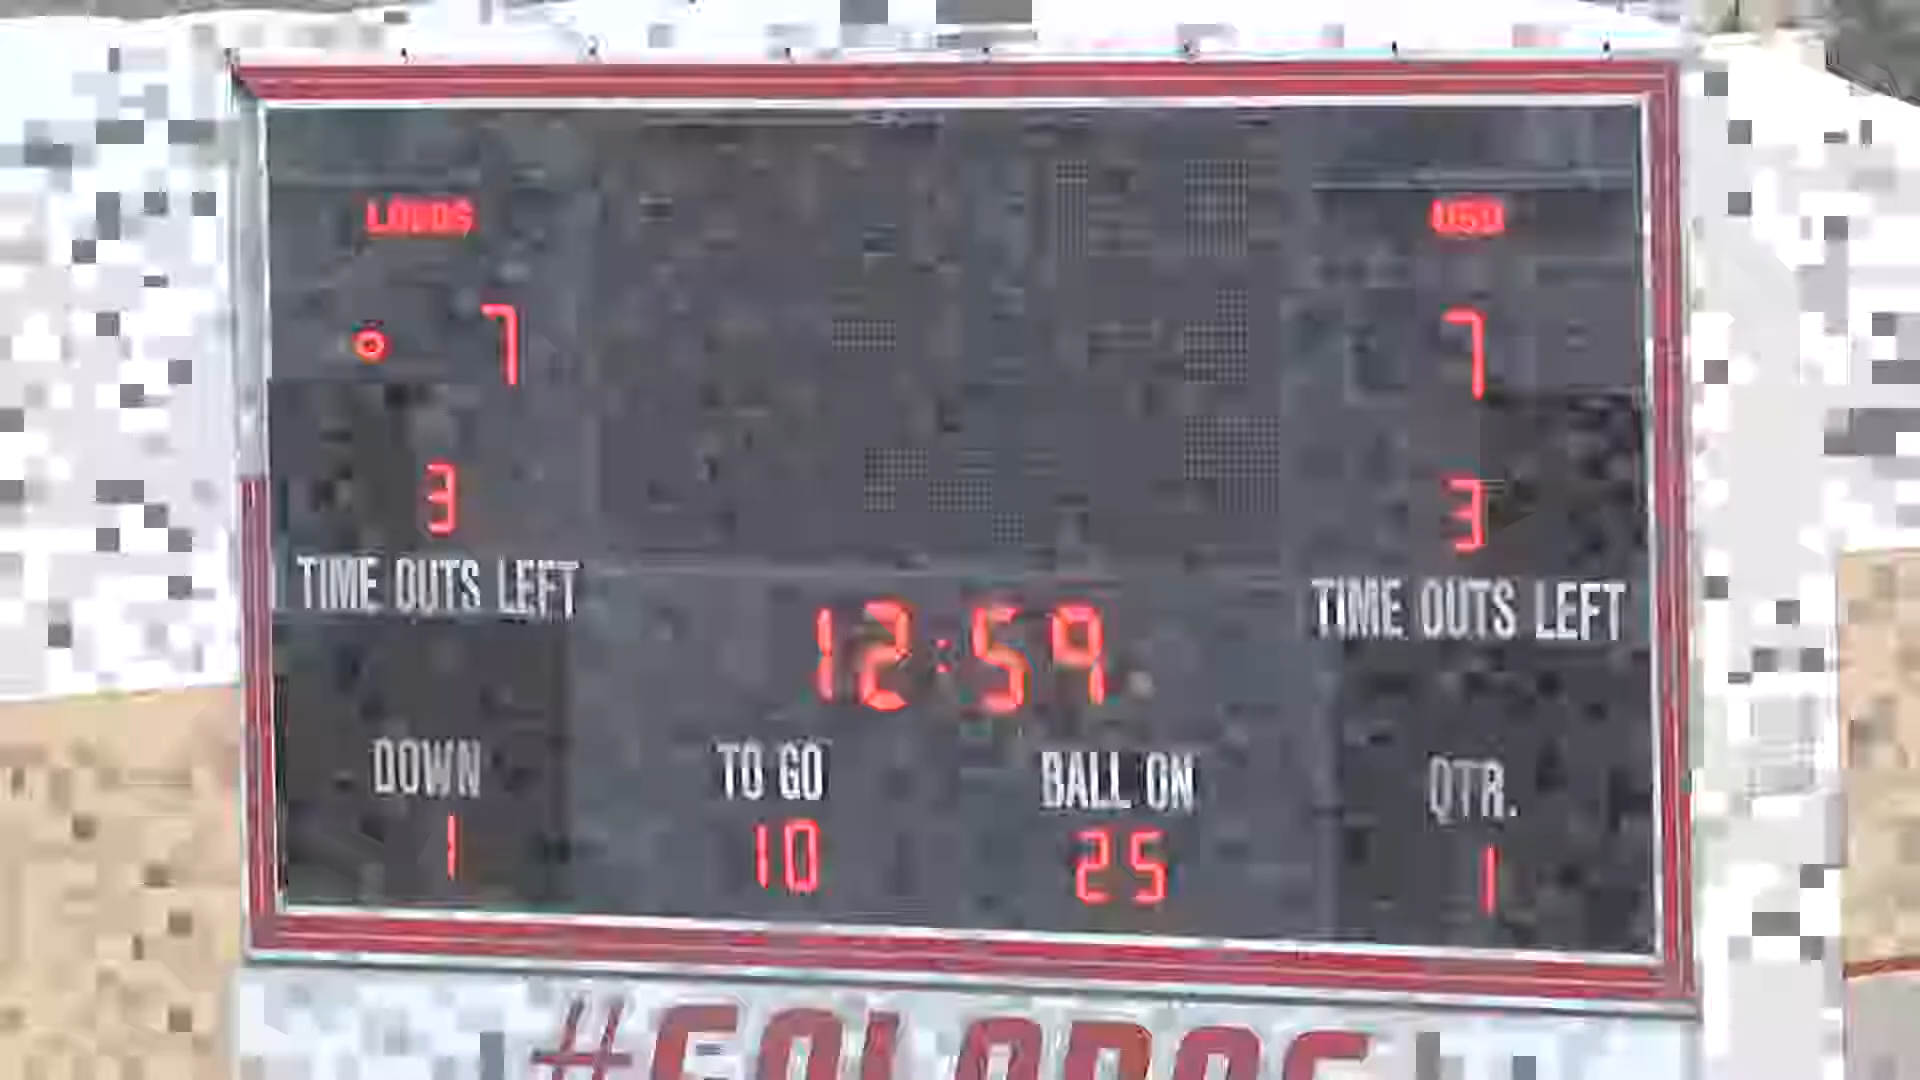 LOBOS
USD
7
7
3
3
TIME OUTS LEFT
TIME OUTS LEFT
12:59
DOWN
TO GO
BALL ON
QTR.
1
10
25
1
#GOLOBOS